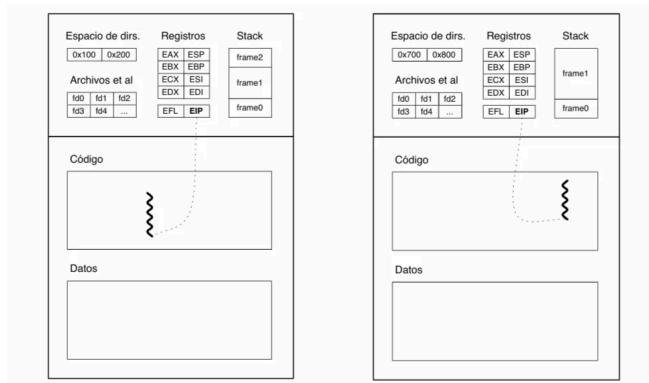 Espacio de dirs. Registros Stack
0x100 0x200 EAX ESP frame2
EBX EBP
Archivos et al ECX ESI frame1
EDX EDI
fd0 fd1 fd2
fd3 fd4 ... EFL EIP frame0
Código
Datos
Espacio de dirs. Registros Stack
0x700 0x800 EAX ESP
EBX EBP frame1
Archivos et al ECX ESI
EDX EDI
fd0 fd1 fd2
fd3 fd4 ... EFL EIP frame0
Código
Datos